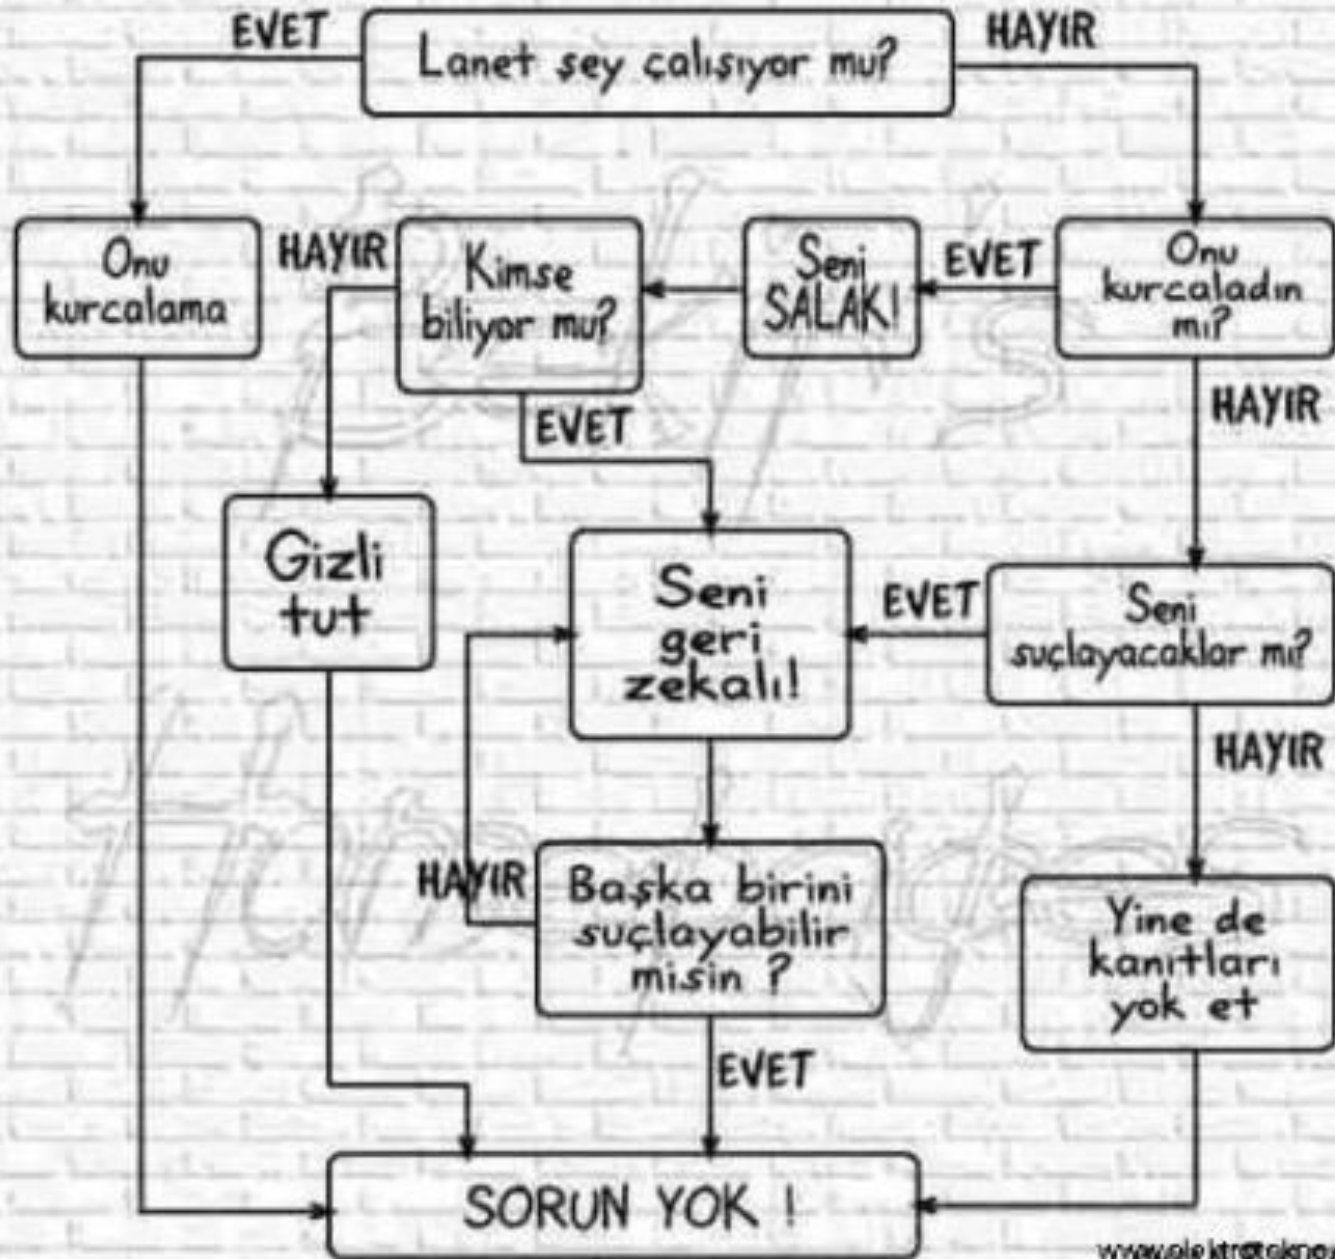 EVET
Lanet şey çalışıyor mu?
HAYIR
Onu
kurcalama
HAYIR
Kimse
biliyor mu?
Seni
SALAK!
EVET
Onu
kurcaladın
mı?
EVET
HAYIR
Gizli
tut
Seni
geri
zekalı!
EVET
Seni
suçlayacaklar mı?
HAYIR
HAYIR
Başka birini
suçlayabilir
misin ?
Yine de
kanıtları
yok et
EVET
SORUN YOK !